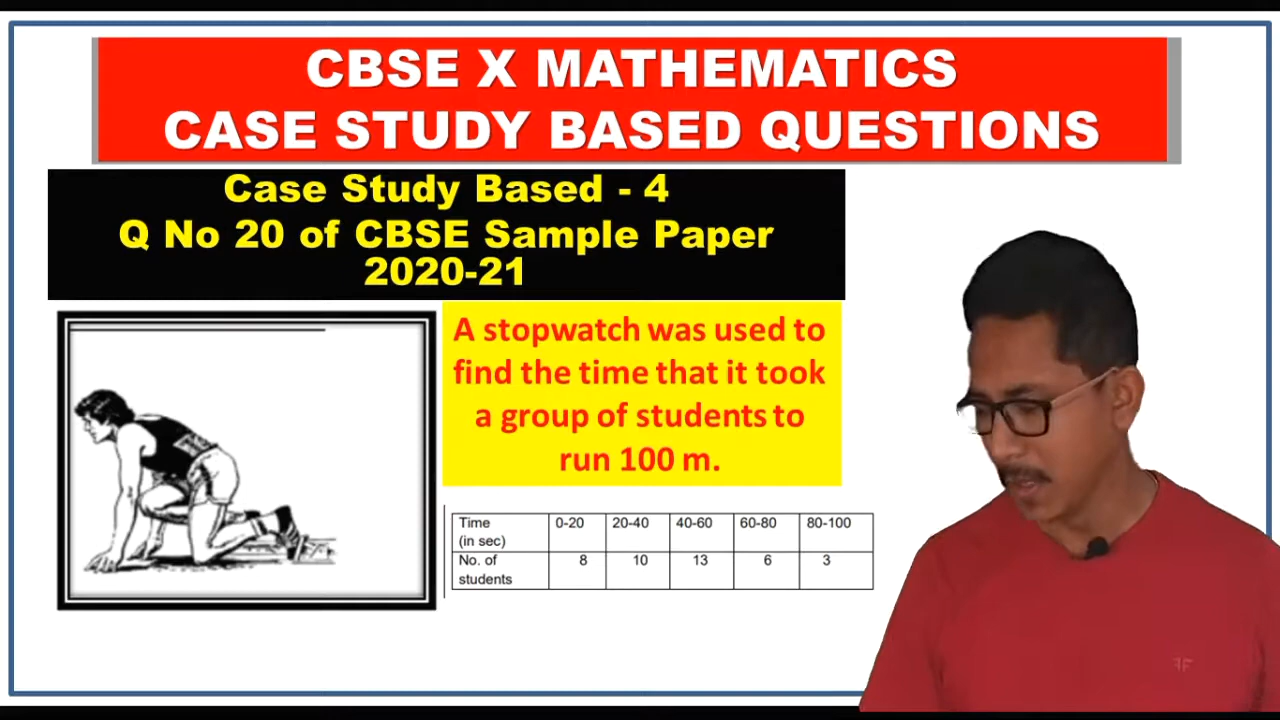 CBSE X MATHEMATICS
CASE STUDY BASED QUESTIONS
Case Study Based - 4
Q No 20 of CBSE Sample Paper
2020-21
A stopwatch was used to
find the time that it took
a group of students to
run 100 m.
Time (in sec) 0-20 20-40 40-60 60-80 80-100
No. of students 8 10 13 6 3